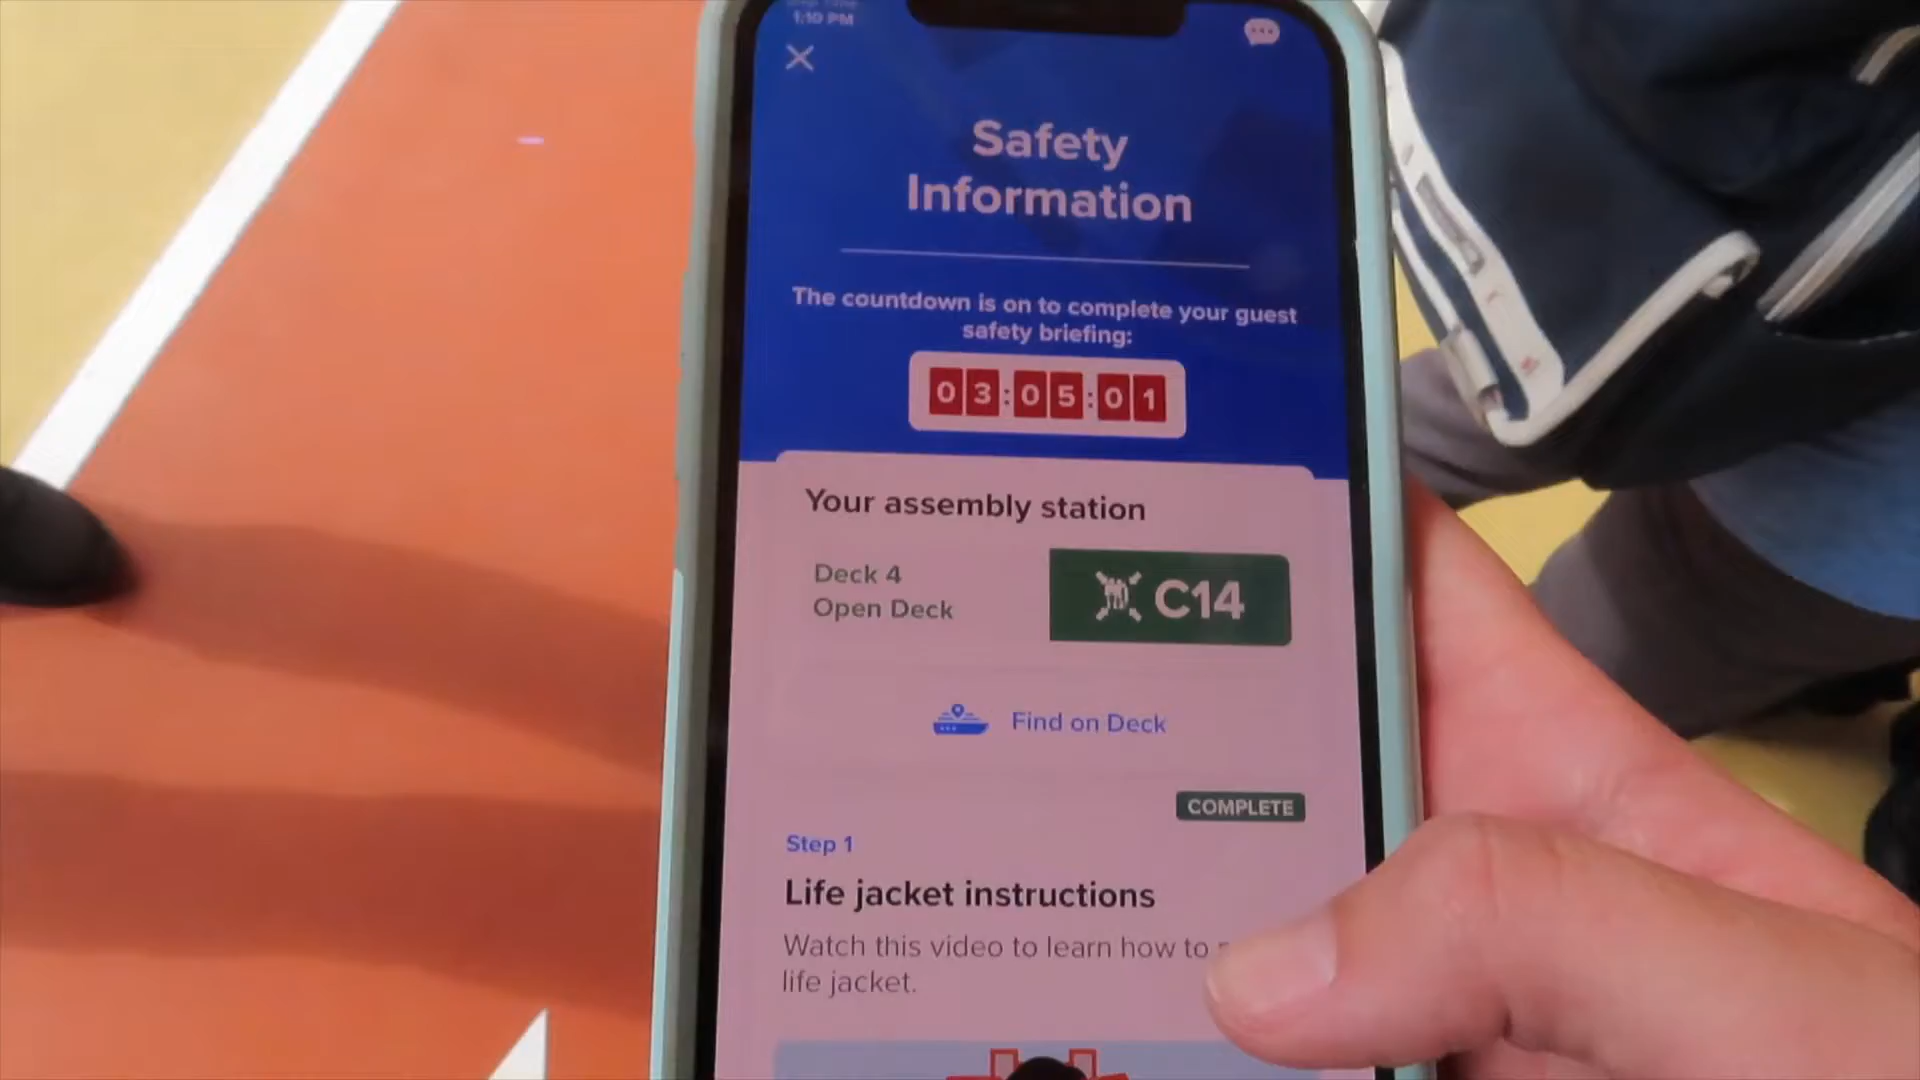 1:10 PM
Safety
Information
The countdown is on to complete your guest
safety briefing:
03:05:01
Your assembly station
Deck 4
Open Deck
C14
Find on Deck
COMPLETE
Step 1
Life jacket instructions
Watch this video to learn how to
life jacket.